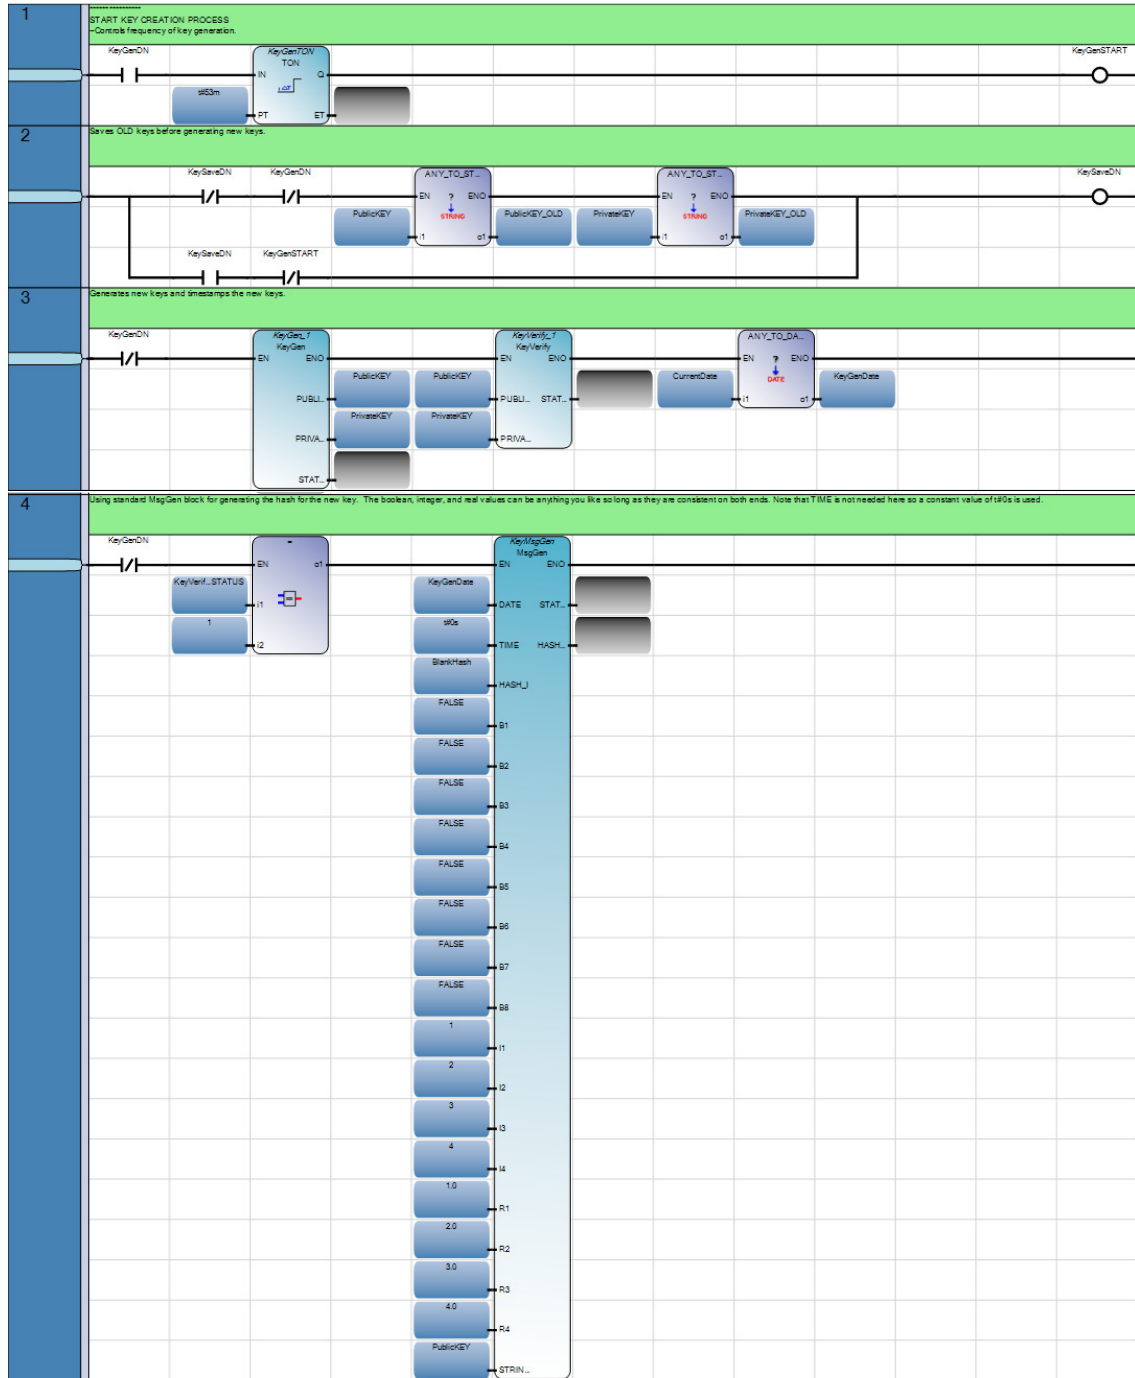 1
START KEY CREATION PROCESS
-Controls frequency of key generation.
KeyGenDN
KeyGenTON
TON
IN
Q
PT
ET
t#53m
KeyGenSTART
2
Saves OLD keys before generating new keys.
KeySaveDN
KeyGenDN
ANY_TO_ST...
EN
?
ENO
STRING
i1
o1
PublicKEY
PublicKEY_OLD
PrivateKEY
ANY_TO_ST...
EN
?
ENO
STRING
i1
o1
PrivateKEY_OLD
KeySaveDN
KeySaveDN
KeyGenSTART
3
Generates new keys and timestamps the new keys.
KeyGenDN
KeyGen_1
KeyGen
EN
ENO
PUBLI...
PRIVA...
STAT...
PublicKEY
PrivateKEY
PublicKEY
PrivateKEY
KeyVerify_1
KeyVerify
EN
ENO
PUBLI...
STAT...
PRIVA...
CurrentDate
ANY_TO_DA...
EN
?
ENO
DATE
i1
o1
KeyGenDate
4
Using standard MsgGen block for generating the hash for the new key. The boolean, integer, and real values can be anything you like so long as they are consistent on both ends. Note that TIME is not needed here so a constant value of t#0s is used.
KeyGenDN
=
EN
o1
i1
i2
KeyVerif...STATUS
1
KeyMsgGen
MsgGen
EN
ENO
KeyGenDate
DATE
STAT...
t#0s
TIME
HASH...
BlankHash
HASH_I
FALSE
B1
FALSE
B2
FALSE
B3
FALSE
B4
FALSE
B5
FALSE
B6
FALSE
B7
FALSE
B8
1
I1
2
I2
3
I3
4
I4
1.0
R1
2.0
R2
3.0
R3
4.0
R4
PublicKEY
STRIN...